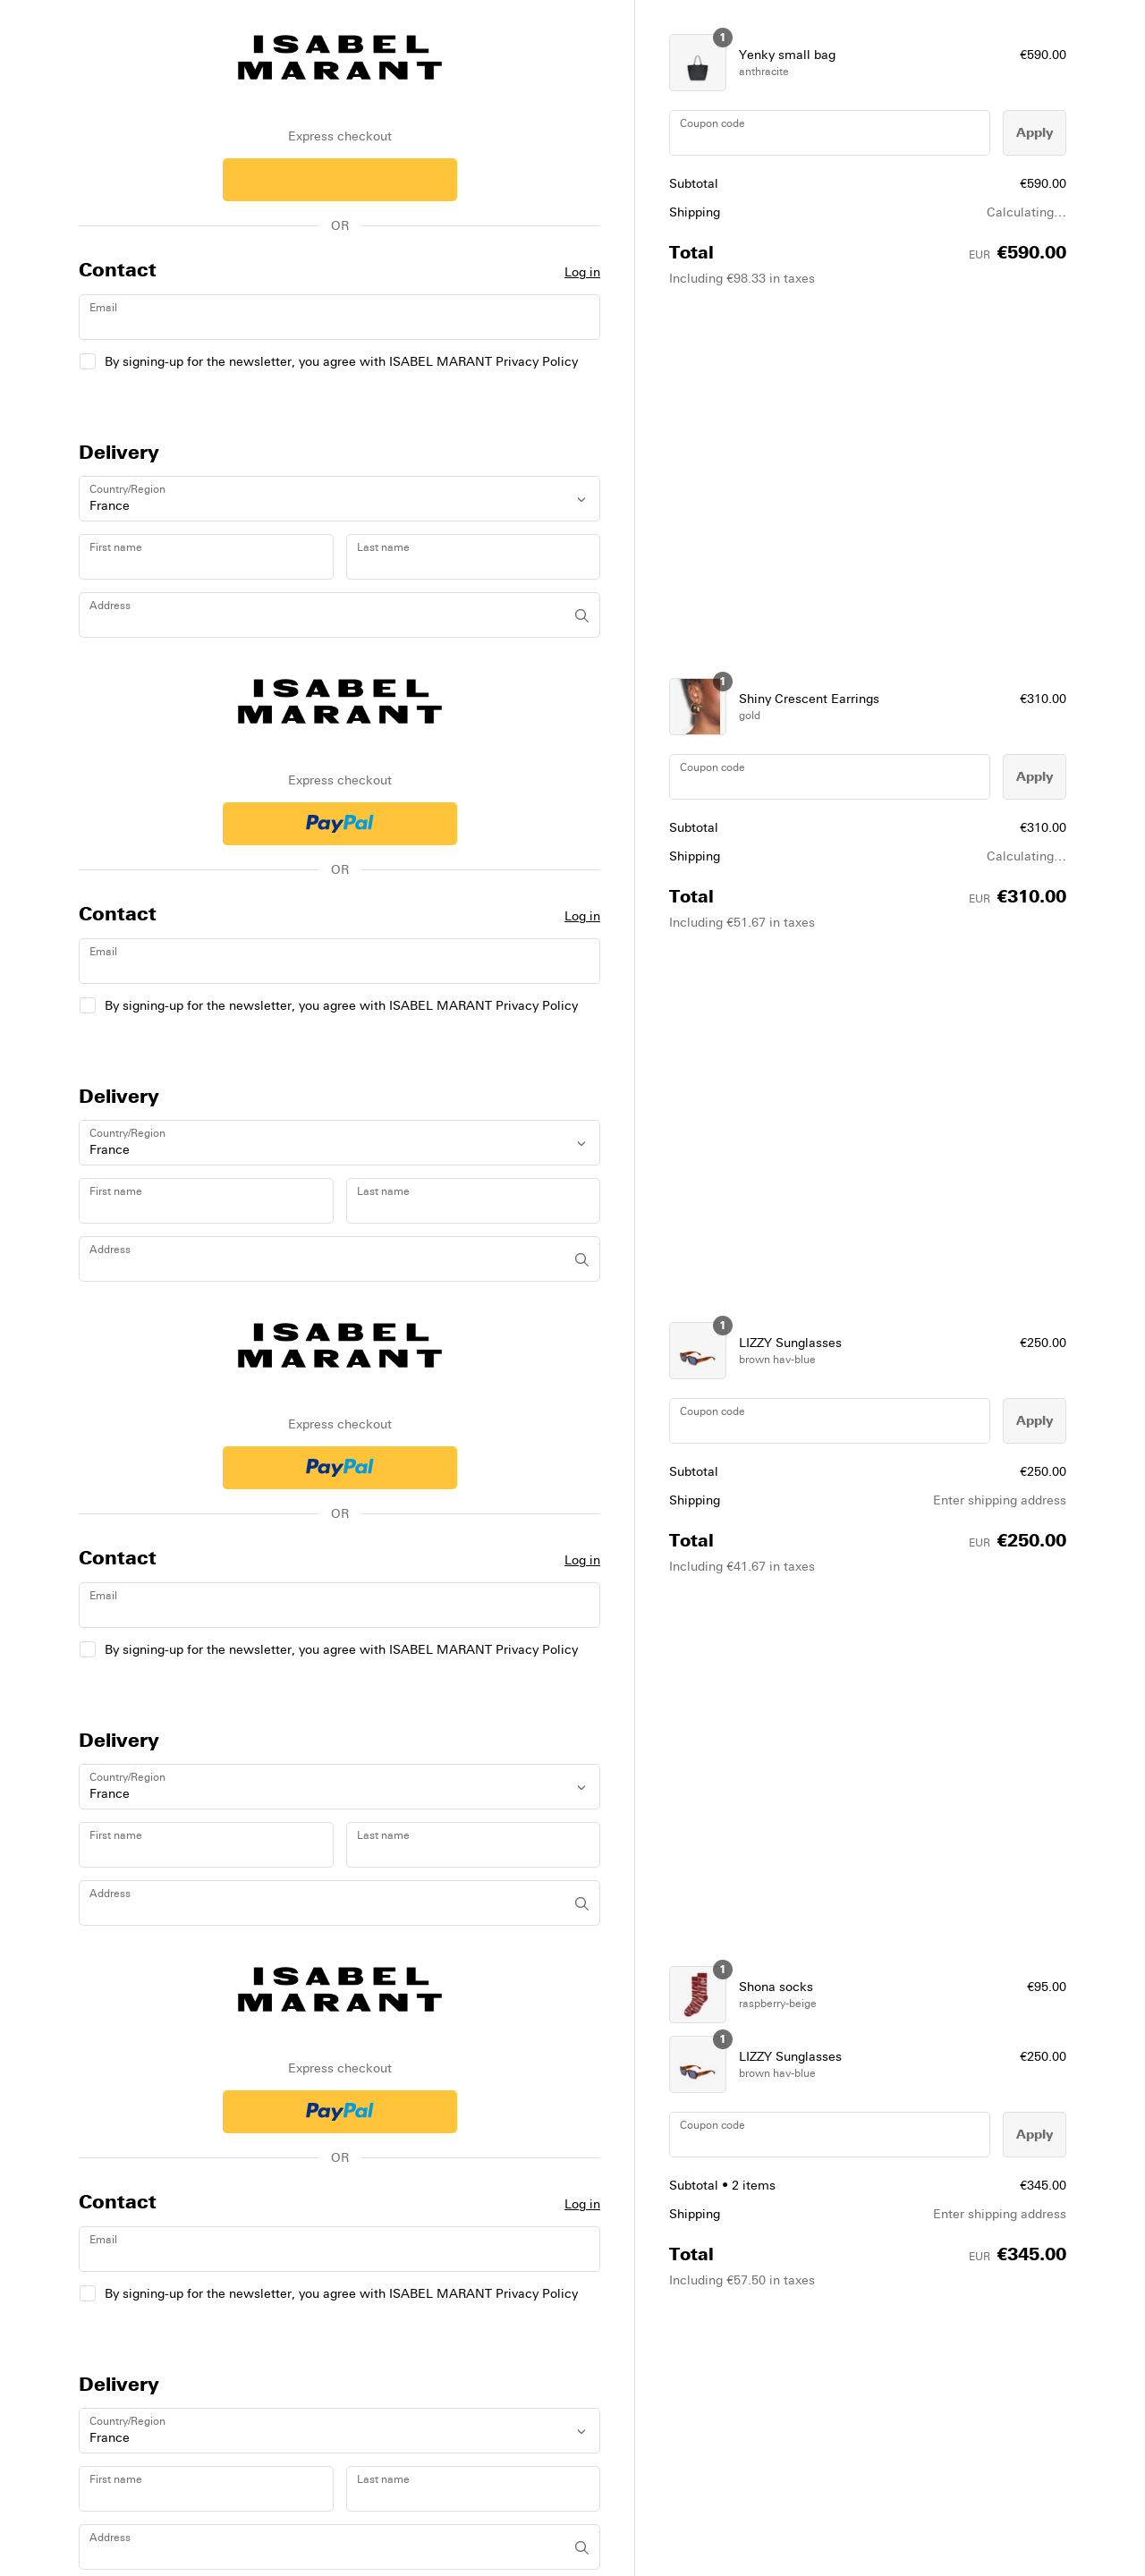 ISABEL
MARANT
Express checkout
OR
Contact
Log in
Email
By signing-up for the newsletter, you agree with ISABEL MARANT Privacy Policy
Delivery
Country/Region
France
First name
Last name
Address
1
Yenky small bag
€590.00
anthracite
Coupon code
Apply
Subtotal
€590.00
Shipping
Calculating...
Total
EUR €590.00
Including €98.33 in taxes
ISABEL
MARANT
Express checkout
PayPal
OR
Contact
Log in
Email
By signing-up for the newsletter, you agree with ISABEL MARANT Privacy Policy
Delivery
Country/Region
France
First name
Last name
Address
1
Shiny Crescent Earrings
€310.00
gold
Coupon code
Apply
Subtotal
€310.00
Shipping
Calculating...
Total
EUR €310.00
Including €51.67 in taxes
ISABEL
MARANT
Express checkout
PayPal
OR
Contact
Log in
Email
By signing-up for the newsletter, you agree with ISABEL MARANT Privacy Policy
Delivery
Country/Region
France
First name
Last name
Address
1
LIZZY Sunglasses
€250.00
brown hav-blue
Coupon code
Apply
Subtotal
€250.00
Shipping
Enter shipping address
Total
EUR €250.00
Including €41.67 in taxes
ISABEL
MARANT
Express checkout
PayPal
OR
Contact
Log in
Email
By signing-up for the newsletter, you agree with ISABEL MARANT Privacy Policy
Delivery
Country/Region
France
First name
Last name
Address
1
Shona socks
€95.00
raspberry-beige
1
LIZZY Sunglasses
€250.00
brown hav-blue
Coupon code
Apply
Subtotal • 2 items
€345.00
Shipping
Enter shipping address
Total
EUR €345.00
Including €57.50 in taxes